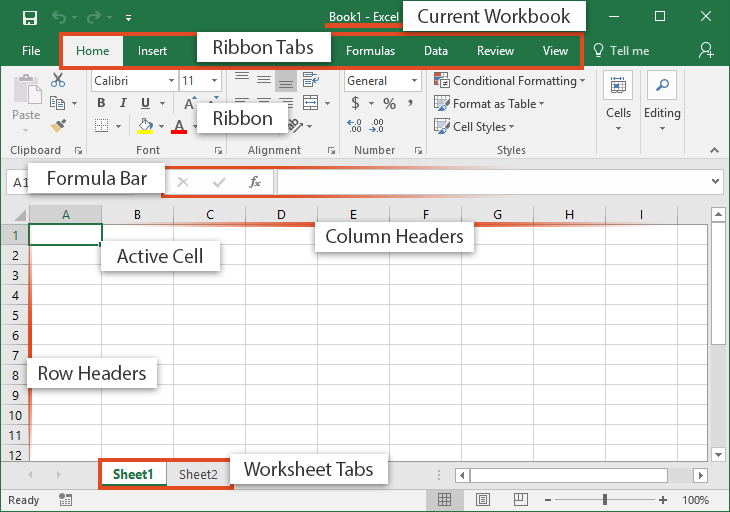 Book1 - Excel
Current Workbook
File Home Insert Ribbon Tabs Formulas Data Review View Tell me
Calibri 11 General Conditional Formatting
Paste B I U A $ % , Format as Table Cells Editing
Ribbon
A .00 .00 Cell Styles
Clipboard Font Alignment Number Styles
A1 Formula Bar fx
A B C D E F G H I
1 Column Headers
2 Active Cell
3
4
5
6
7
8 Row Headers
9
10
11
12
Sheet1 Sheet2 Worksheet Tabs
Ready 100%